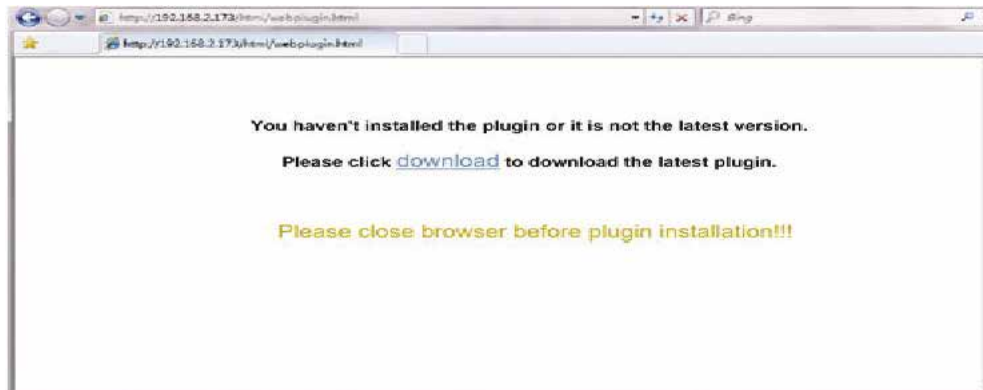 http://192.168.2.173/html/webplugin.html
Bing
http://192.168.2.173/html/webplugin.html
You haven't installed the plugin or it is not the latest version.
Please click download to download the latest plugin.
Please close browser before plugin installation!!!